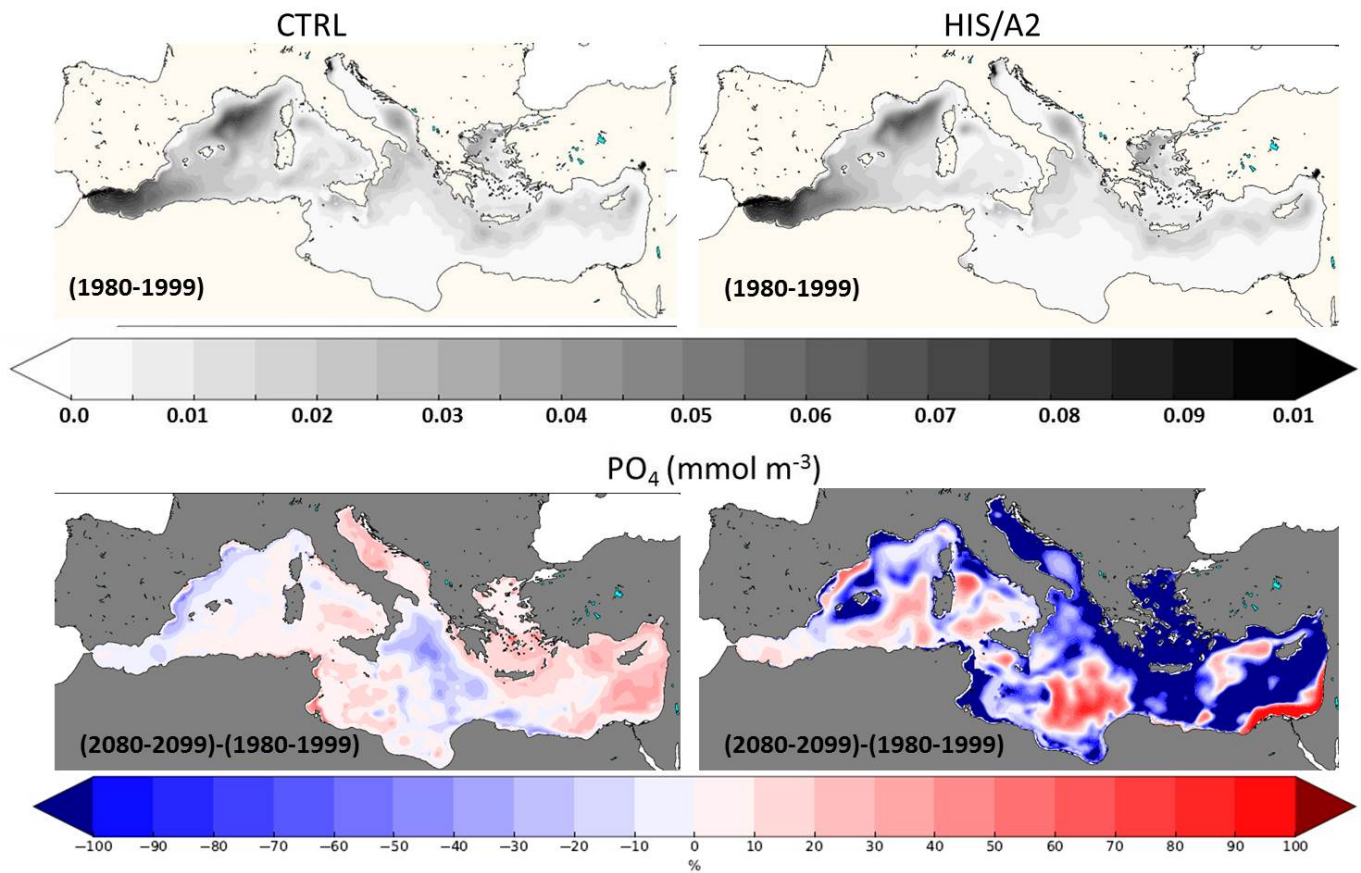 CTRL HIS/A2
(1980-1999) (1980-1999)
0.0 0.01 0.02 0.03 0.04 0.05 0.06 0.07 0.08 0.09 0.01
PO₄ (mmol m⁻³)
(2080-2099)-(1980-1999) (2080-2099)-(1980-1999)
−100 −90 −80 −70 −60 −50 −40 −30 −20 −10 0 10 20 30 40 50 60 70 80 90 100
%